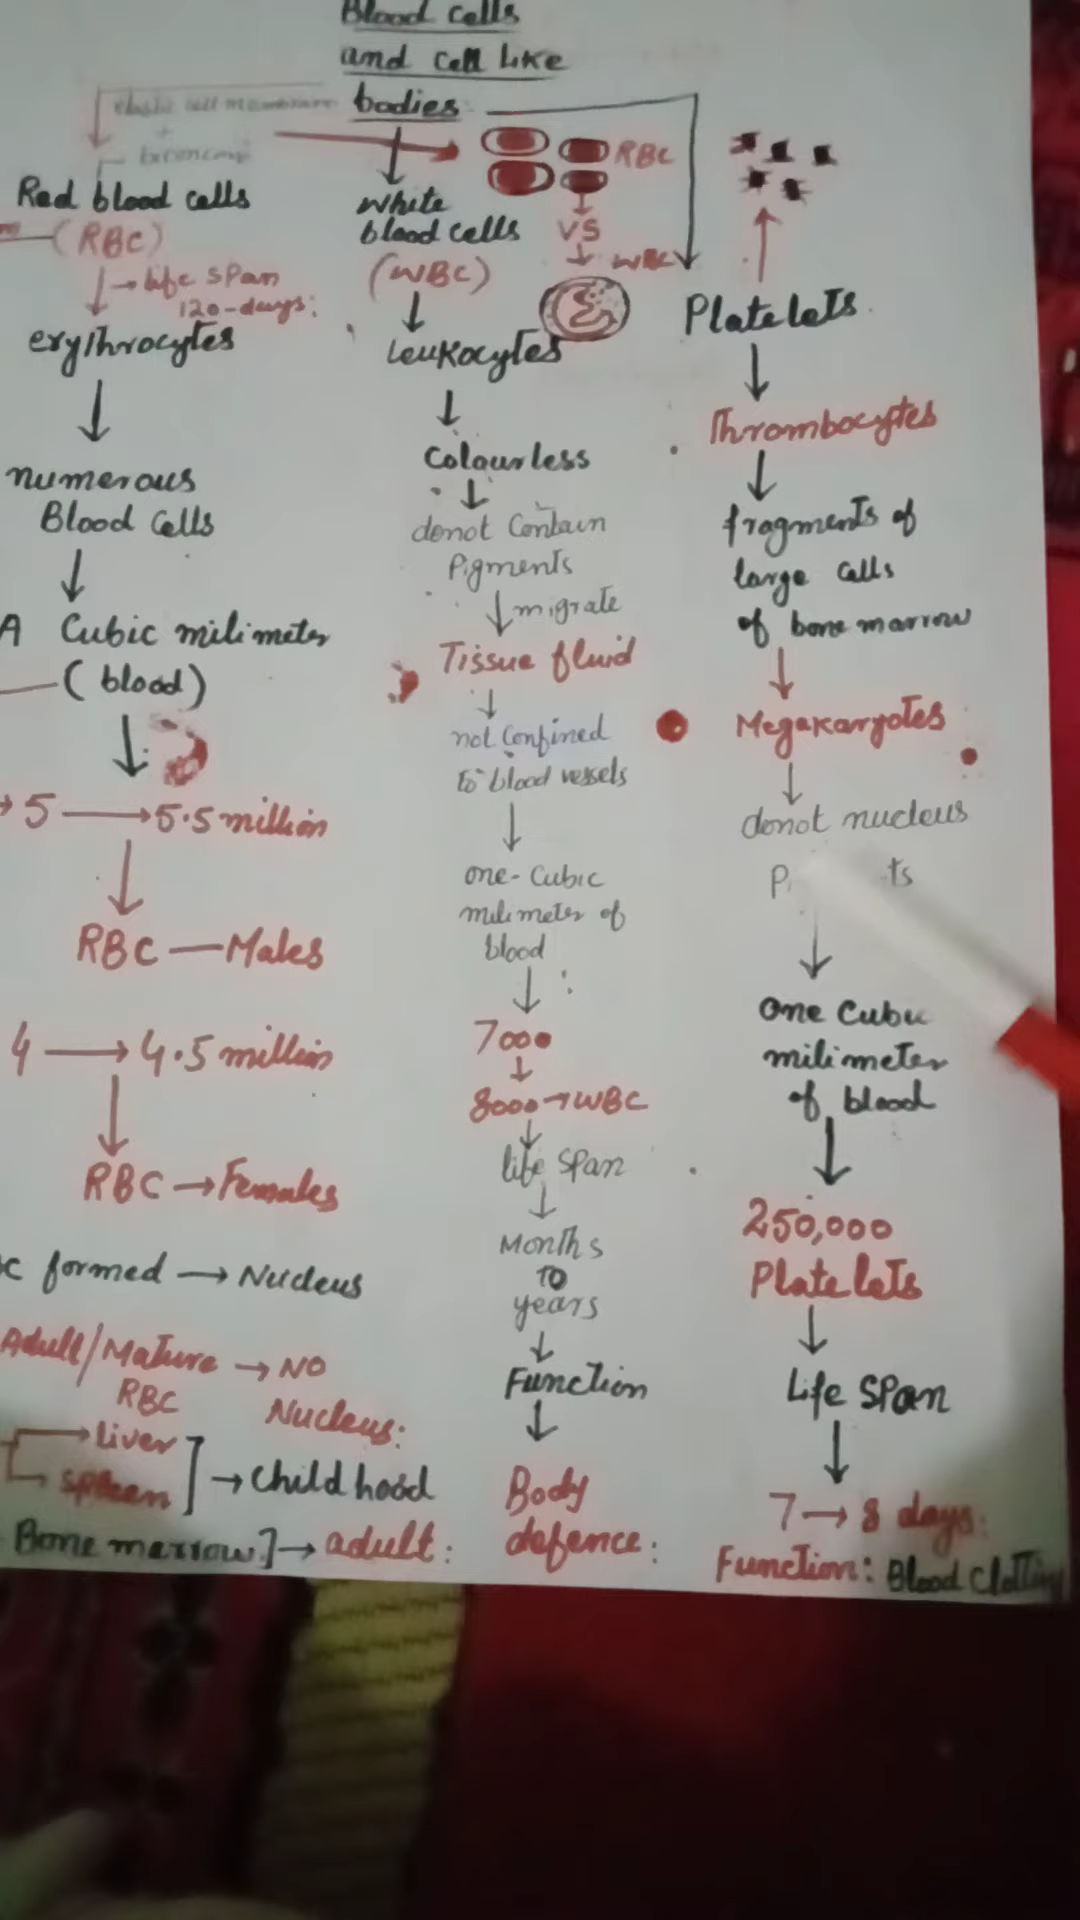 Blood cells
and cell like
bodies
elastic cell membrane
+
Red blood cells
(RBC)
→ life span
120-days:
erythrocytes
numerous
Blood Cells
A Cubic milimeter
(blood)
→ 5 → 5.5 million
RBC — Males
4 → 4.5 million
RBC → Females
C formed → Nucleus
Adult/Mature → NO
RBC Nucleus:
→ liver
→ spleen ] → Child hood
Bone marrow] → adult:
White
blood cells
(WBC)
Leukocytes
Colourless
donot Contain
Pigments
migrate
Tissue fluid
not Confined
to blood vessels
one-Cubic
milimeter of
blood
7000
8000 → WBC
life span
Months
To
years
Function
Body
defence:
RBC
VS
WBC
Platelets
Thrombocytes
fragments of
large cells
of bone marrow
Megakaryotes
donot nucleus
One Cubic
milimeter
of blood
250,000
Platelets
Life Span
7 → 8 days:
Function: Blood Clotting